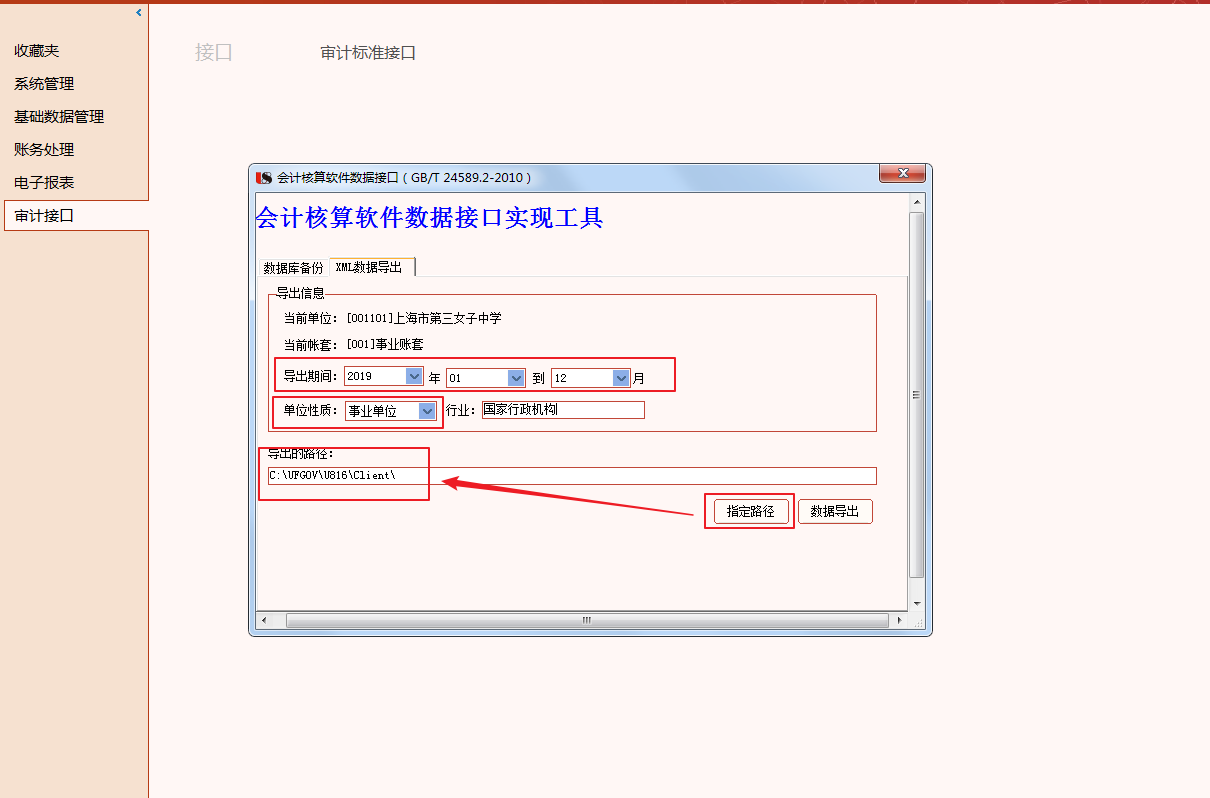 收藏夹
系统管理
基础数据管理
账务处理
电子报表
审计接口
接口
审计标准接口
会计核算软件数据接口 ( GB/T 24589.2-2010 )
会计核算软件数据接口实现工具
数据库备份 XML数据导出
导出信息
当前单位: [001101]上海市第三女子中学
当前帐套: [001]事业账套
导出期间: 2019 年 01 到 12 月
单位性质: 事业单位 行业: 国家行政机构
导出的路径:
C:\UFGOV\U816\Client\
指定路径 数据导出